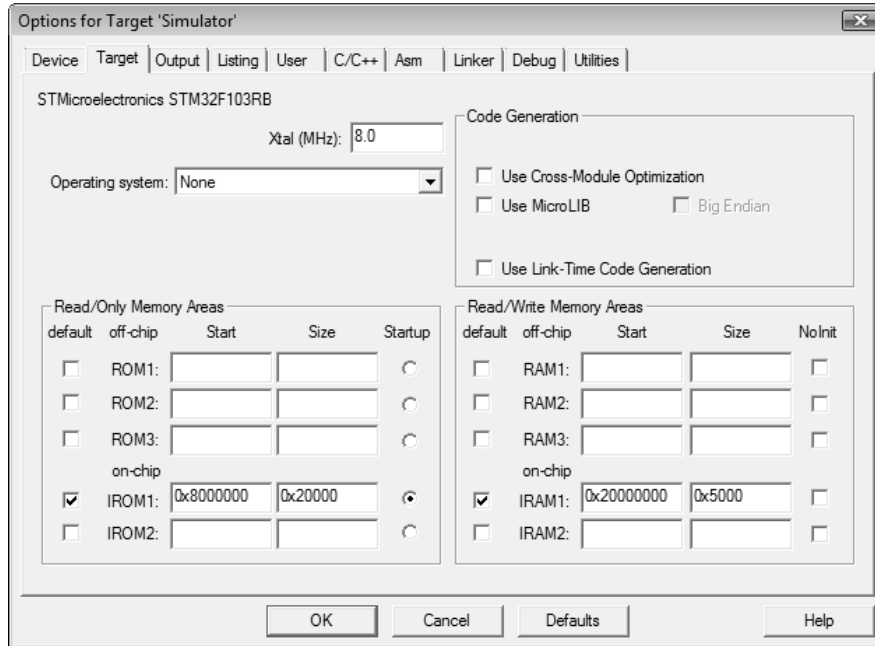 Options for Target 'Simulator'
Device Target Output Listing User C/C++ Asm Linker Debug Utilities
STMicroelectronics STM32F103RB
Xtal (MHz): 8.0
Operating system: None
Code Generation
Use Cross-Module Optimization
Use MicroLIB Big Endian
Use Link-Time Code Generation
Read/Only Memory Areas
default off-chip Start Size Startup
ROM1:
ROM2:
ROM3:
on-chip
IROM1: 0x8000000 0x20000
IROM2:
Read/Write Memory Areas
default off-chip Start Size NoInit
RAM1:
RAM2:
RAM3:
on-chip
IRAM1: 0x20000000 0x5000
IRAM2:
OK Cancel Defaults Help